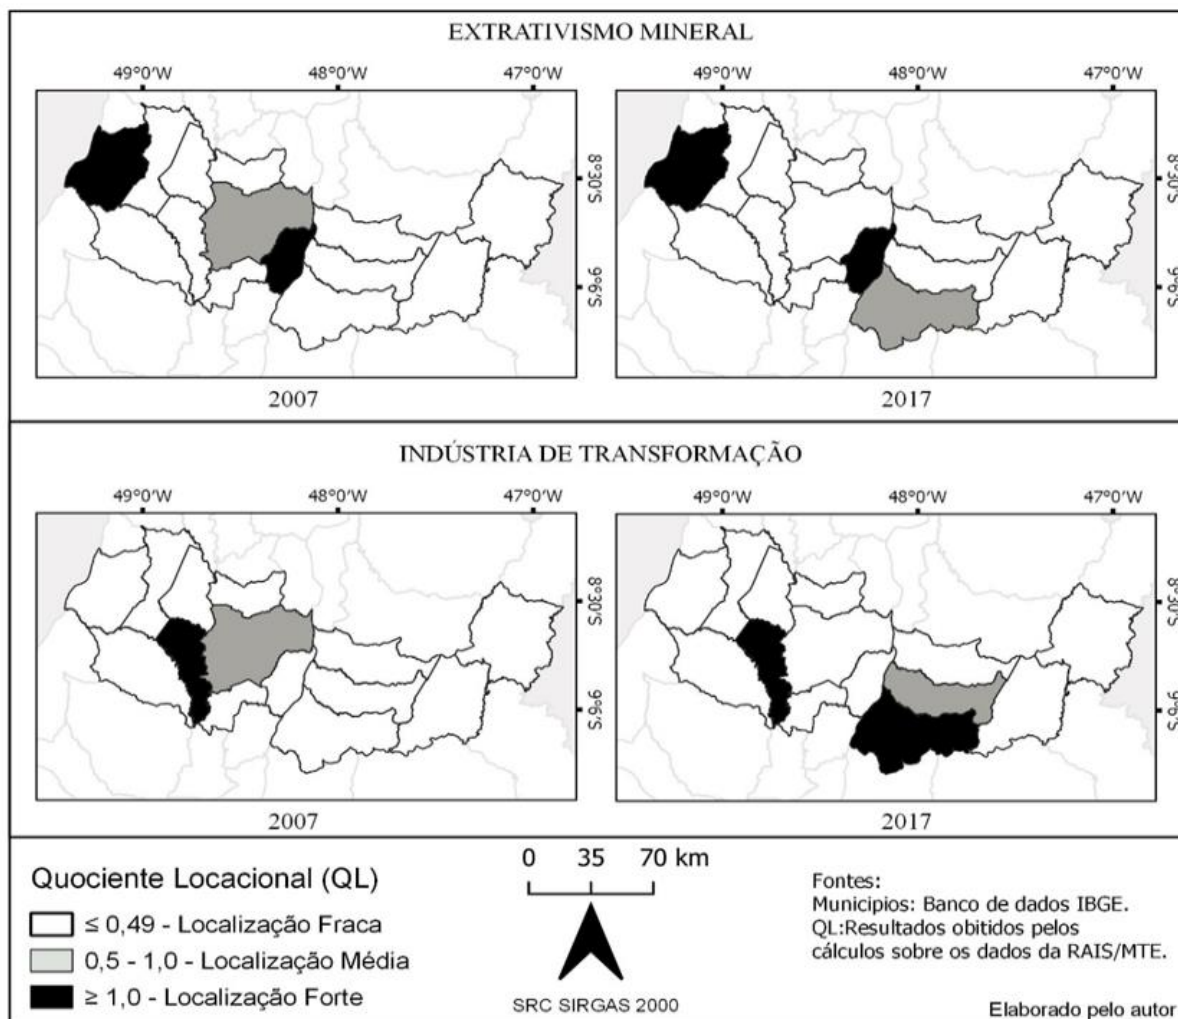 EXTRATIVISMO MINERAL
49°0'W 48°0'W 47°0'W 49°0'W 48°0'W 47°0'W
8°30'S 8°30'S
9°6'S 9°6'S
2007 2017
INDÚSTRIA DE TRANSFORMAÇÃO
49°0'W 48°0'W 47°0'W 49°0'W 48°0'W 47°0'W
8°30'S 8°30'S
9°6'S 9°6'S
2007 2017
Quociente Locacional (QL)
≤ 0,49 - Localização Fraca
0,5 - 1,0 - Localização Média
≥ 1,0 - Localização Forte
0 35 70 km
SRC SIRGAS 2000
Fontes:
Municipios: Banco de dados IBGE.
QL:Resultados obitidos pelos
cálculos sobre os dados da RAIS/MTE.
Elaborado pelo autor